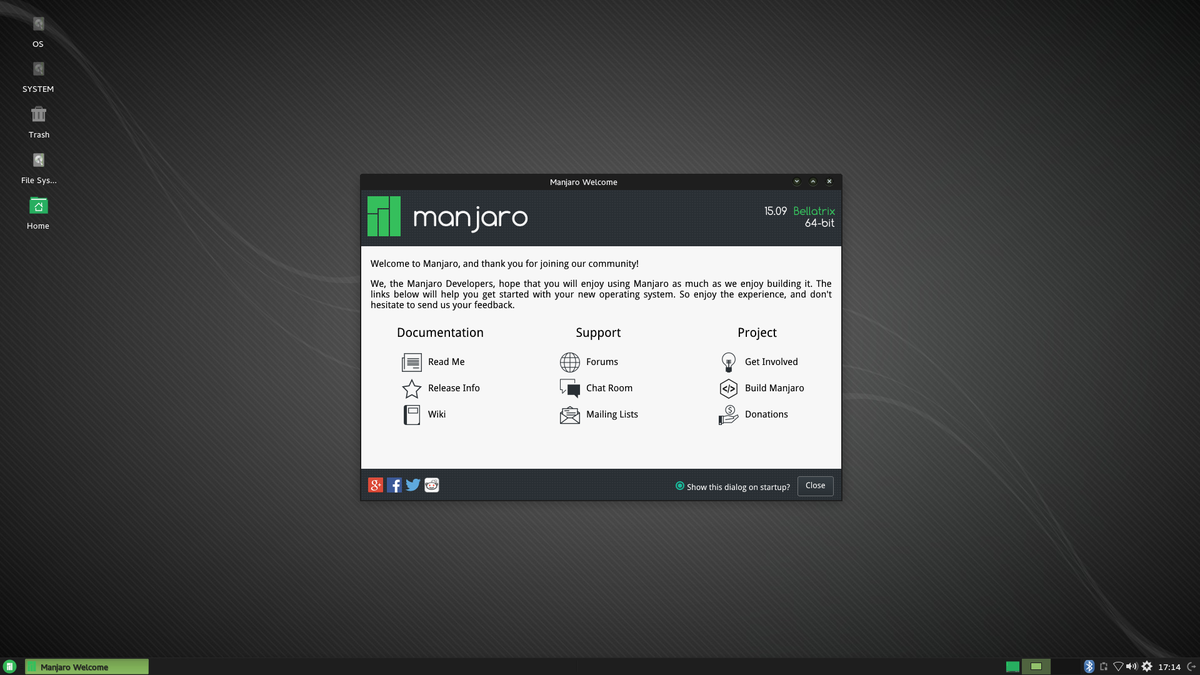 OS
SYSTEM
Trash
File Sys...
Home
Manjaro Welcome
manjaro
15.09 Bellatrix
64-bit
Welcome to Manjaro, and thank you for joining our community!
We, the Manjaro Developers, hope that you will enjoy using Manjaro as much as we enjoy building it. The
links below will help you get started with your new operating system. So enjoy the experience, and don't
hesitate to send us your feedback.
Documentation
Read Me
Release Info
Wiki
Support
Forums
Chat Room
Mailing Lists
Project
Get Involved
Build Manjaro
Donations
Show this dialog on startup?
Close
Manjaro Welcome
17:14